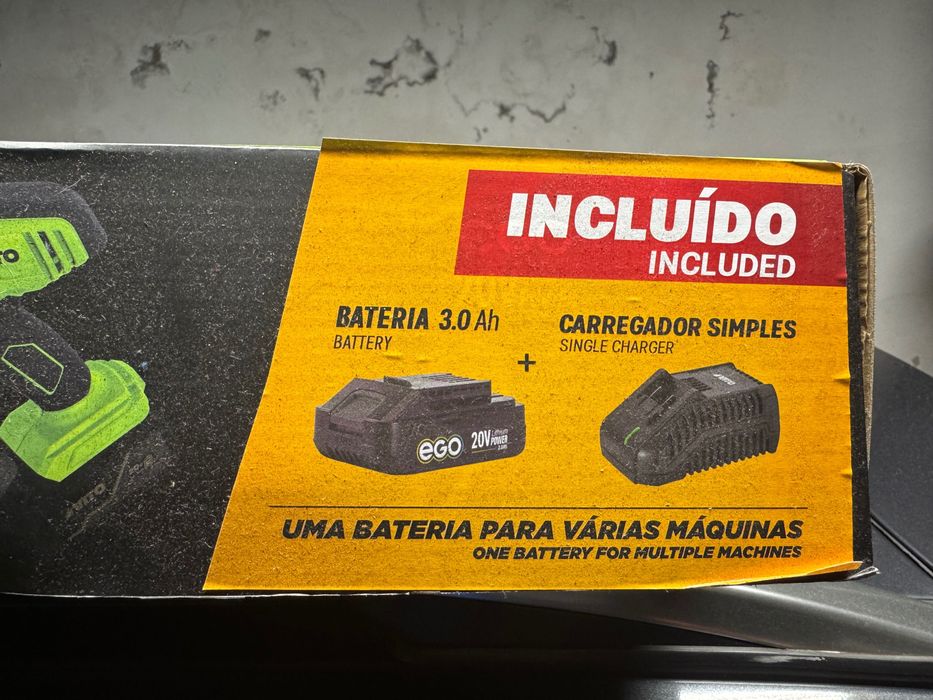 INCLUÍDO
INCLUDED
BATERIA 3.0 Ah
BATTERY
+
CARREGADOR SIMPLES
SINGLE CHARGER
eGO
20V Lithium
POWER
UMA BATERIA PARA VÁRIAS MÁQUINAS
ONE BATTERY FOR MULTIPLE MACHINES